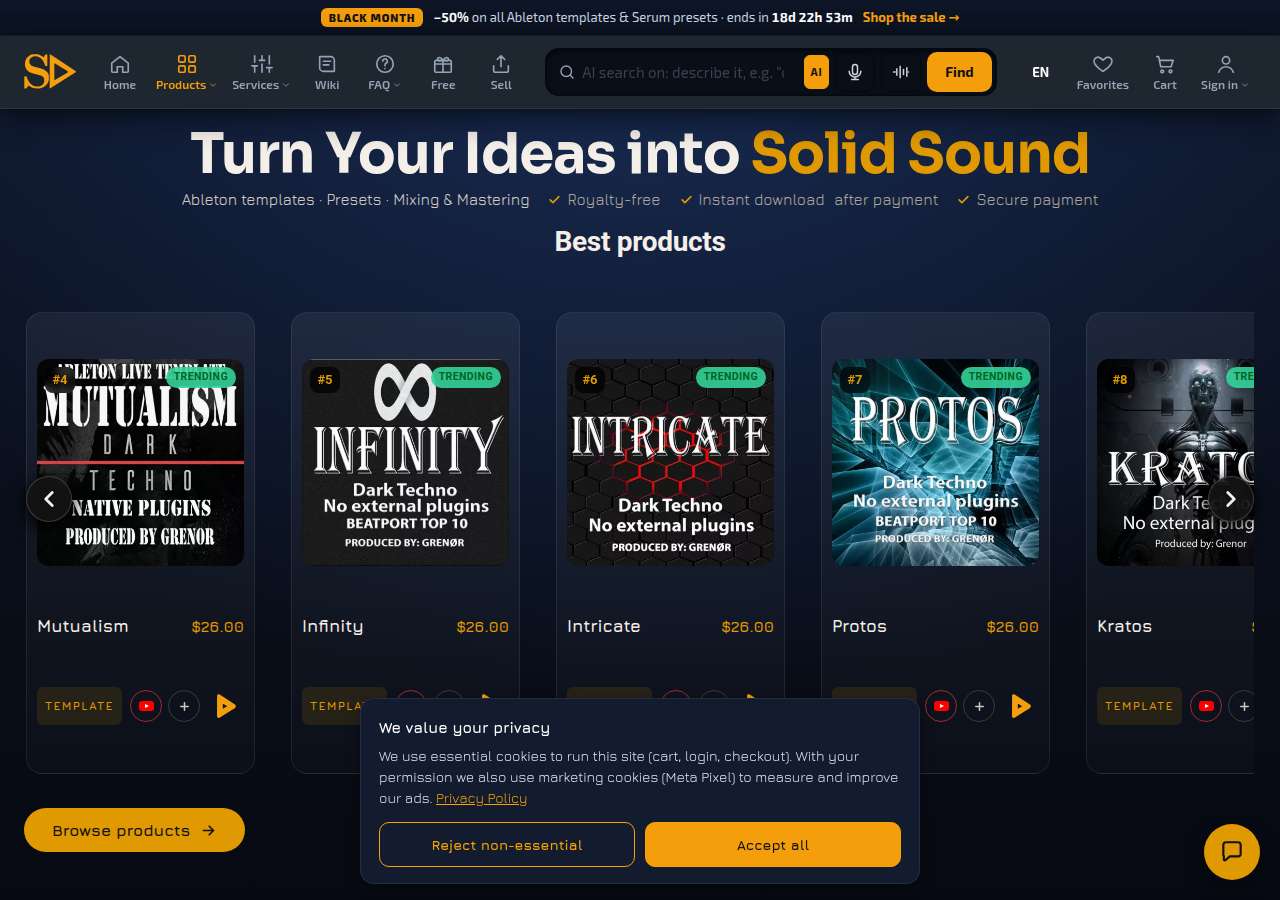 BLACK MONTH −50% on all Ableton templates & Serum presets · ends in 18d 22h 53m Shop the sale →
SD
Home
Products
Services
Wiki
FAQ
Free
Sell
AI search on: describe it, e.g.
AI
Find
EN
Favorites
Cart
Sign in
Turn Your Ideas into Solid Sound
Ableton templates · Presets · Mixing & Mastering
Royalty-free
Instant download after payment
Secure payment
Best products
#4
TRENDING
ABLETON LIVE TEMPLATE
MUTUALISM
DARK
TECHNO
NATIVE PLUGINS
PRODUCED BY GRENOR
Mutualism
$26.00
TEMPLATE
#5
TRENDING
INFINITY
Dark Techno
No external plugins
BEATPORT TOP 10
PRODUCED BY: GRENØR
Infinity
$26.00
#6
TRENDING
INTRICATE
Dark Techno
No external plugins
PRODUCED BY: GRENØR
Intricate
$26.00
#7
TRENDING
PROTOS
Dark Techno
No external plugins
BEATPORT TOP 10
PRODUCED BY: GRENØR
Protos
$26.00
#8
Produced by: Grenor
Kratos
TEMPLATE
Browse products →
We value your privacy
We use essential cookies to run this site (cart, login, checkout). With your
permission we also use marketing cookies (Meta Pixel) to measure and improve
our ads. Privacy Policy
Reject non-essential
Accept all